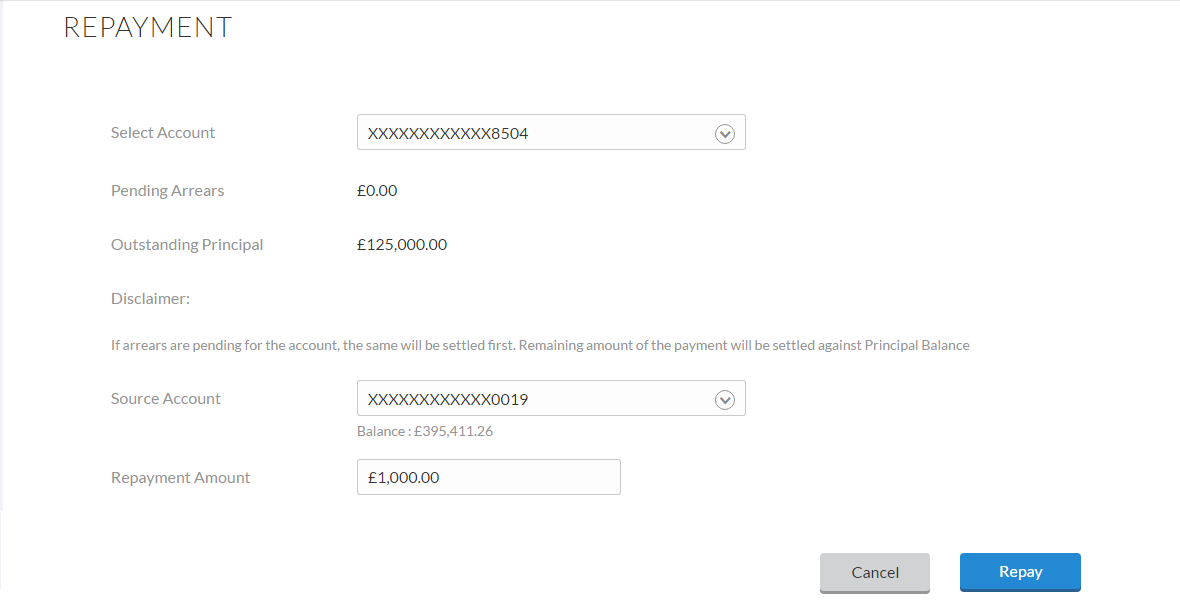 REPAYMENT
Select Account XXXXXXXXXXXX8504
Pending Arrears £0.00
Outstanding Principal £125,000.00
Disclaimer:
If arrears are pending for the account, the same will be settled first. Remaining amount of the payment will be settled against Principal Balance
Source Account XXXXXXXXXXXX0019
Balance : £395,411.26
Repayment Amount £1,000.00
Cancel Repay